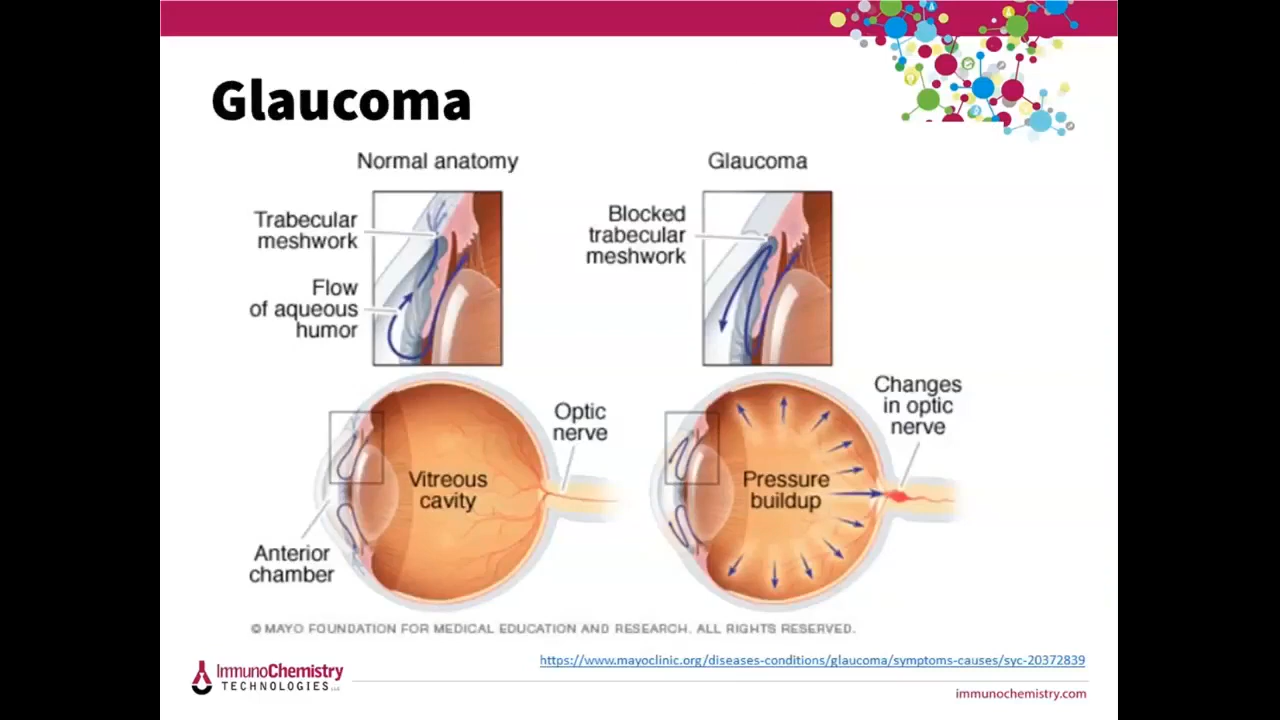 Glaucoma
Normal anatomy
Trabecular
meshwork
Flow
of aqueous
humor
Glaucoma
Blocked
trabecular
meshwork
Optic
nerve
Vitreous
cavity
Anterior
chamber
Changes
in optic
nerve
Pressure
buildup
© MAYO FOUNDATION FOR MEDICAL EDUCATION AND RESEARCH. ALL RIGHTS RESERVED.
https://www.mayoclinic.org/diseases-conditions/glaucoma/symptoms-causes/syc-20372839
ImmunoChemistry
TECHNOLOGIES LLC
immunochemistry.com